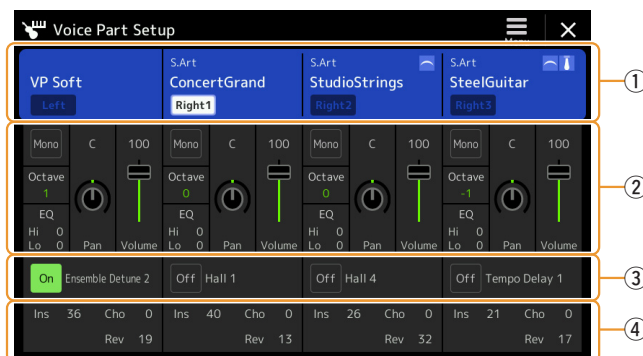 Voice Part Setup
Menu
S.Art S.Art S.Art
VP Soft ConcertGrand StudioStrings SteelGuitar
Left Right1 Right2 Right3
①
Mono C 100 Mono C 100 Mono C 100 Mono C 100
Octave Octave Octave Octave
1 0 0 -1
②
EQ EQ EQ EQ
Hi 0 Hi 0 Hi 0 Hi 0
Lo 0 Pan Volume Lo 0 Pan Volume Lo 0 Pan Volume Lo 0 Pan Volume
On Ensemble Detune 2 Off Hall 1 Off Hall 4 Off Tempo Delay 1
③
Ins 36 Cho 0 Ins 40 Cho 0 Ins 26 Cho 0 Ins 21 Cho 0
④
Rev 19 Rev 13 Rev 32 Rev 17